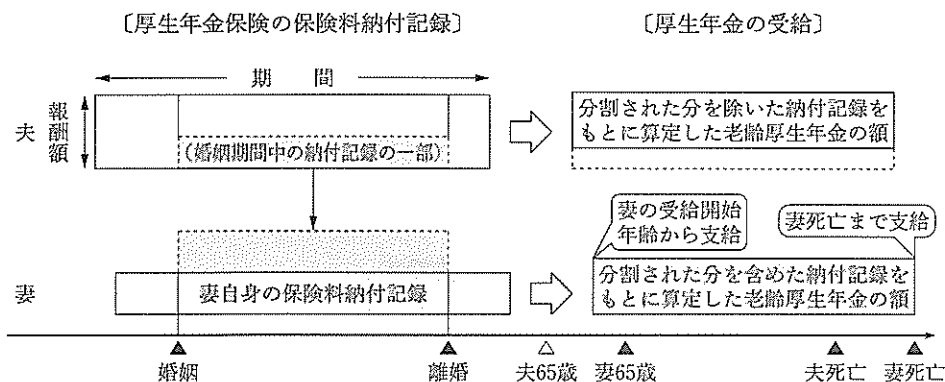 〔厚生年金保険の保険料納付記録〕
〔厚生年金の受給〕
期　間
夫
報酬額
(婚姻期間中の納付記録の一部)
分割された分を除いた納付記録を
もとに算定した老齢厚生年金の額
妻の受給開始
年齢から支給
妻死亡まで支給
妻
妻自身の保険料納付記録
分割された分を含めた納付記録を
もとに算定した老齢厚生年金の額
婚姻
離婚
夫65歳
妻65歳
夫死亡
妻死亡